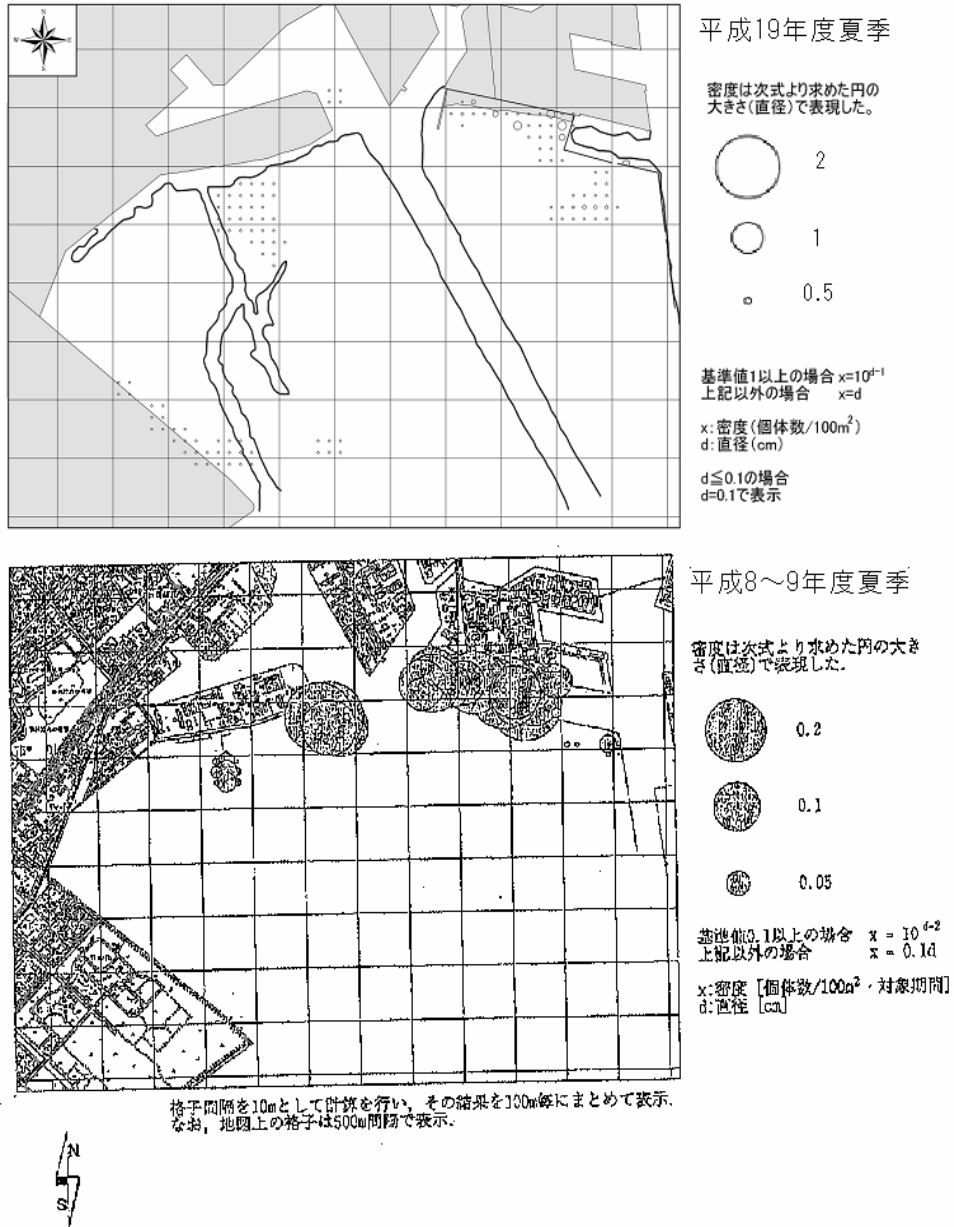 N
W
E
S
平成19年度夏季
密度は次式より求めた円の
大きさ(直径)で表現した。
2
1
0.5
基準値1以上の場合 x=10^{d-1}
上記以外の場合 x=d
x:密度(個体数/100m²)
d:直径(cm)
d≦0.1の場合
d=0.1で表示
平成8～9年度夏季
密度は次式より求めた円の大き
さ(直径)で表現した.
0.2
0.1
0.05
基準値0.1以上の場合 x = 10^{d-2}
上記以外の場合 x = 0.1d
x:密度 [個体数/100m²・対象期間]
d:直径 [cm]
格子間隔を10mとして計算を行い, その結果を100m毎にまとめて表示.
なお, 地図上の格子は500m間隔で表示.
N
S